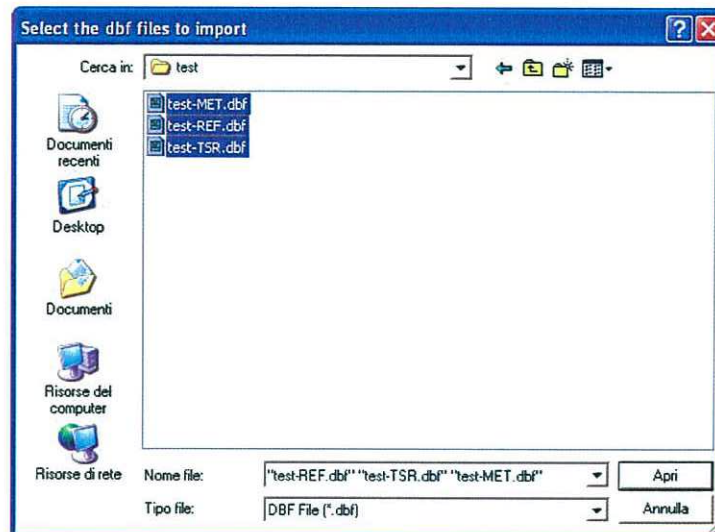 Select the dbf files to import
Cerca in:
test
test-MET.dbf
test-REF.dbf
test-TSR.dbf
Documenti
recenti
Desktop
Documenti
Risorse del
computer
Risorse di rete
Nome file:
"test-REF.dbf" "test-TSR.dbf" "test-MET.dbf"
Apri
Tipo file:
DBF File (*.dbf)
Annulla